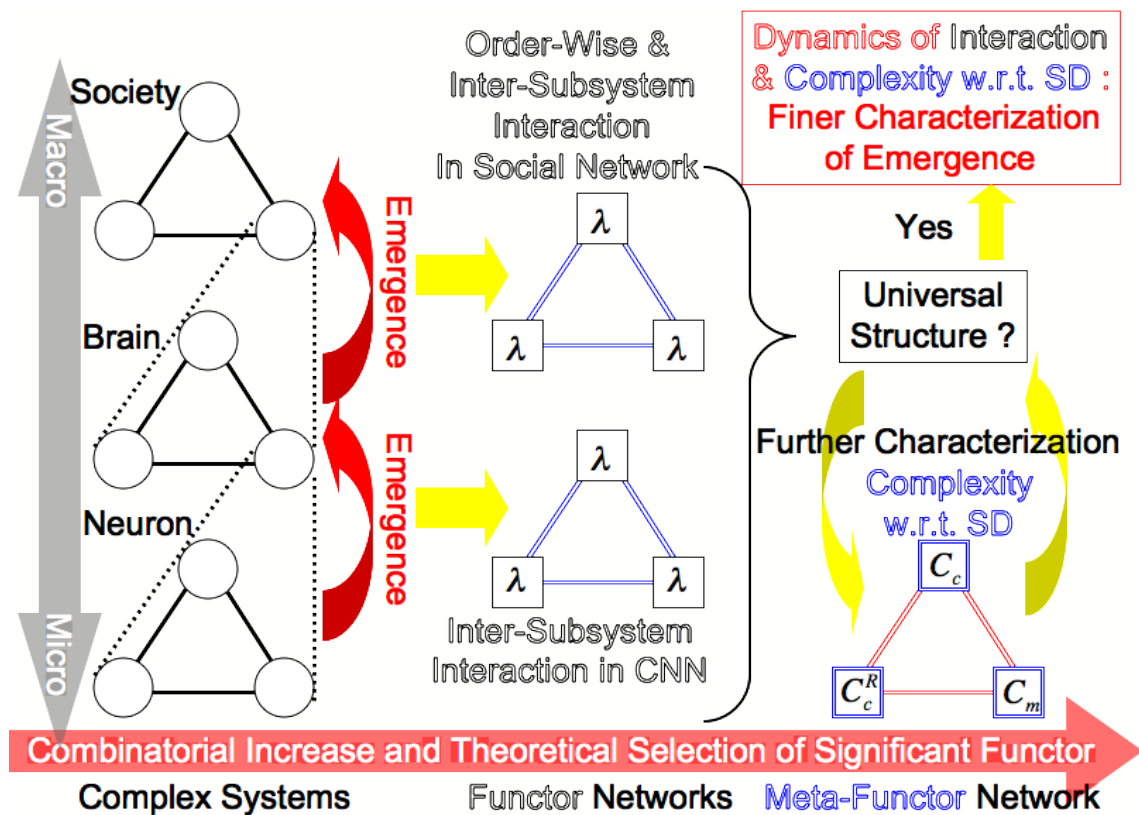 Macro
Micro
Society
Brain
Neuron
Emergence
Emergence
Order-Wise &
Inter-Subsystem
Interaction
In Social Network
λ
λ
λ
λ
λ
λ
Inter-Subsystem
Interaction in CNN
Dynamics of Interaction
& Complexity w.r.t. SD :
Finer Characterization
of Emergence
Yes
Universal
Structure ?
Further Characterization
Complexity
w.r.t. SD
C_c
C_c^R
C_m
Combinatorial Increase and Theoretical Selection of Significant Functor
Complex Systems
Functor Networks
Meta-Functor Network